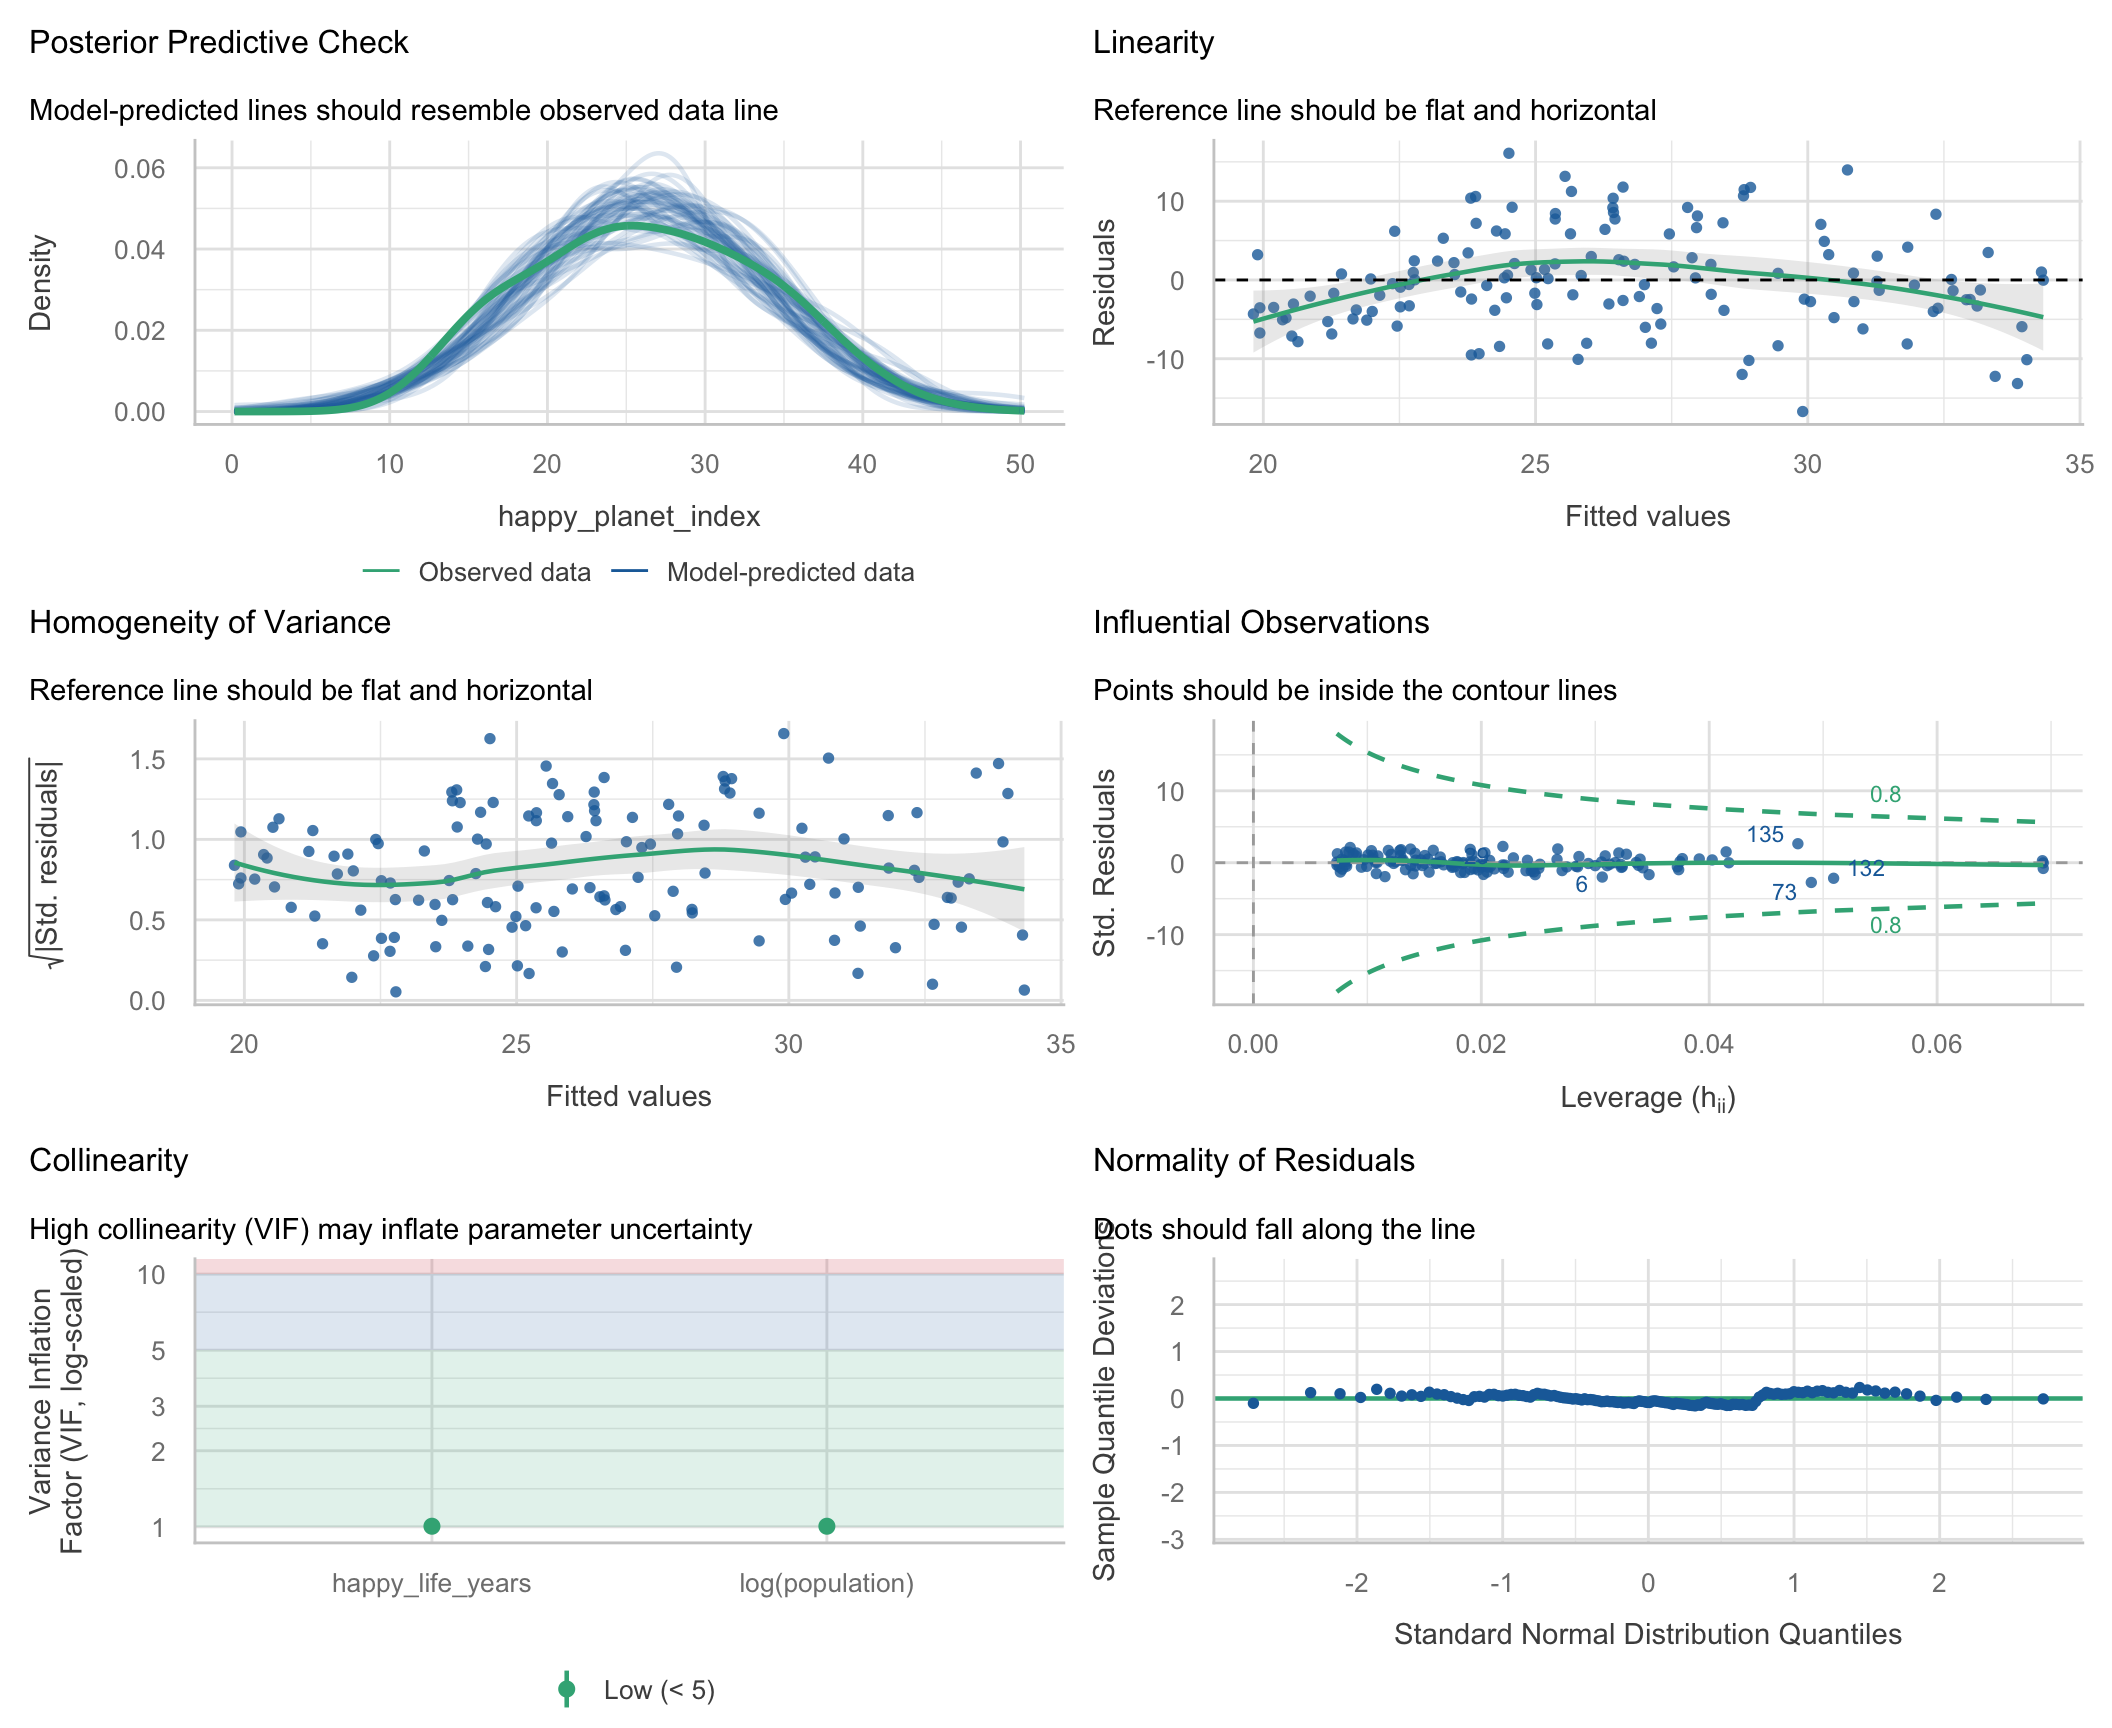 Posterior Predictive Check
Model-predicted lines should resemble observed data line
Density
0.06
0.04
0.02
0.00
0 10 20 30 40 50
happy_planet_index
Observed data Model-predicted data
Linearity
Reference line should be flat and horizontal
Residuals
10
0
-10
20 25 30 35
Fitted values
Homogeneity of Variance
Reference line should be flat and horizontal
√|Std. residuals|
1.5
1.0
0.5
0.0
20 25 30 35
Fitted values
Influential Observations
Points should be inside the contour lines
Std. Residuals
10
0
-10
0.8
135
132
6
73
0.8
0.00 0.02 0.04 0.06
Leverage (hii)
Collinearity
High collinearity (VIF) may inflate parameter uncertainty
Variance Inflation
Factor (VIF, log-scaled)
10
5
3
2
1
happy_life_years log(population)
Low (< 5)
Normality of Residuals
Dots should fall along the line
Sample Quantile Deviations
2
1
0
-1
-2
-3
-2 -1 0 1 2
Standard Normal Distribution Quantiles